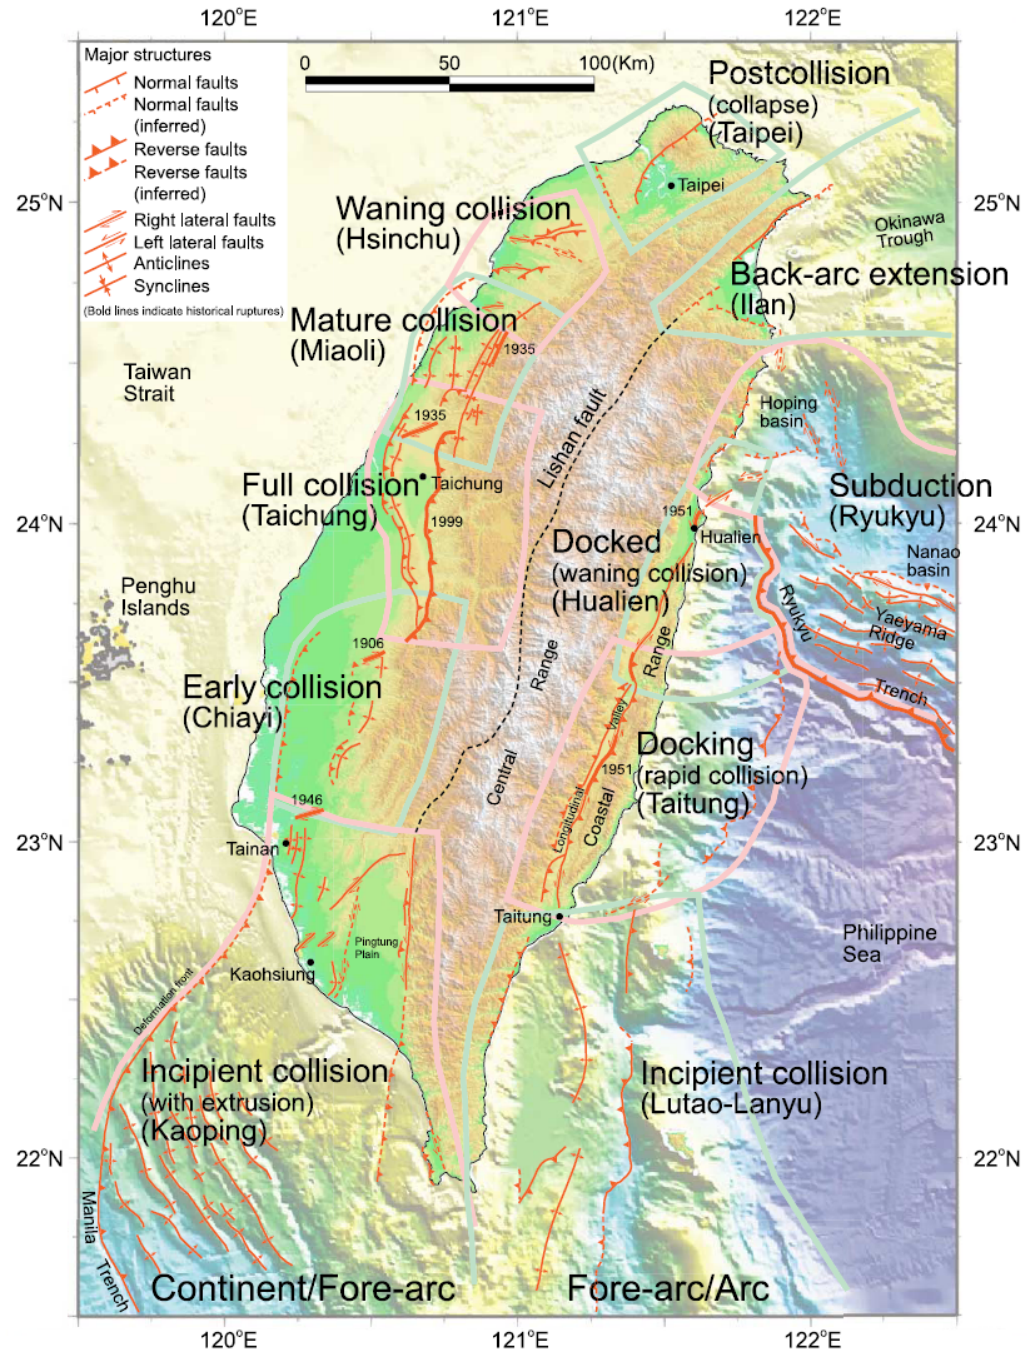 120°E
121°E
122°E
Major structures
Normal faults
Normal faults
(inferred)
Reverse faults
Reverse faults
(inferred)
Right lateral faults
Left lateral faults
Anticlines
Synclines
(Bold lines indicate historical ruptures)
0
50
100(Km)
Postcollision
(collapse)
(Taipei)
Taipei
25°N
25°N
Waning collision
(Hsinchu)
Okinawa
Trough
Back-arc extension
(Ilan)
Mature collision
(Miaoli)
1935
Taiwan
Strait
Lishan fault
Hoping
basin
1935
Full collision
(Taichung)
Taichung
Subduction
(Ryukyu)
24°N
24°N
1999
1951
Hualien
Docked
(waning collision)
(Hualien)
Nanao
basin
Penghu
Islands
Ryukyu
Trench
Yaeyama
Ridge
1906
Early collision
(Chiayi)
Central
Range
Longitudinal
Valley
Coastal
Range
Docking
(rapid collision)
(Taitung)
1951
1946
23°N
23°N
Tainan
Taitung
Philippine
Sea
Pingtung
Plain
Kaohsiung
Deformation front
Incipient collision
(with extrusion)
(Kaoping)
Incipient collision
(Lutao-Lanyu)
22°N
22°N
Manila
Trench
Continent/Fore-arc
Fore-arc/Arc
120°E
121°E
122°E